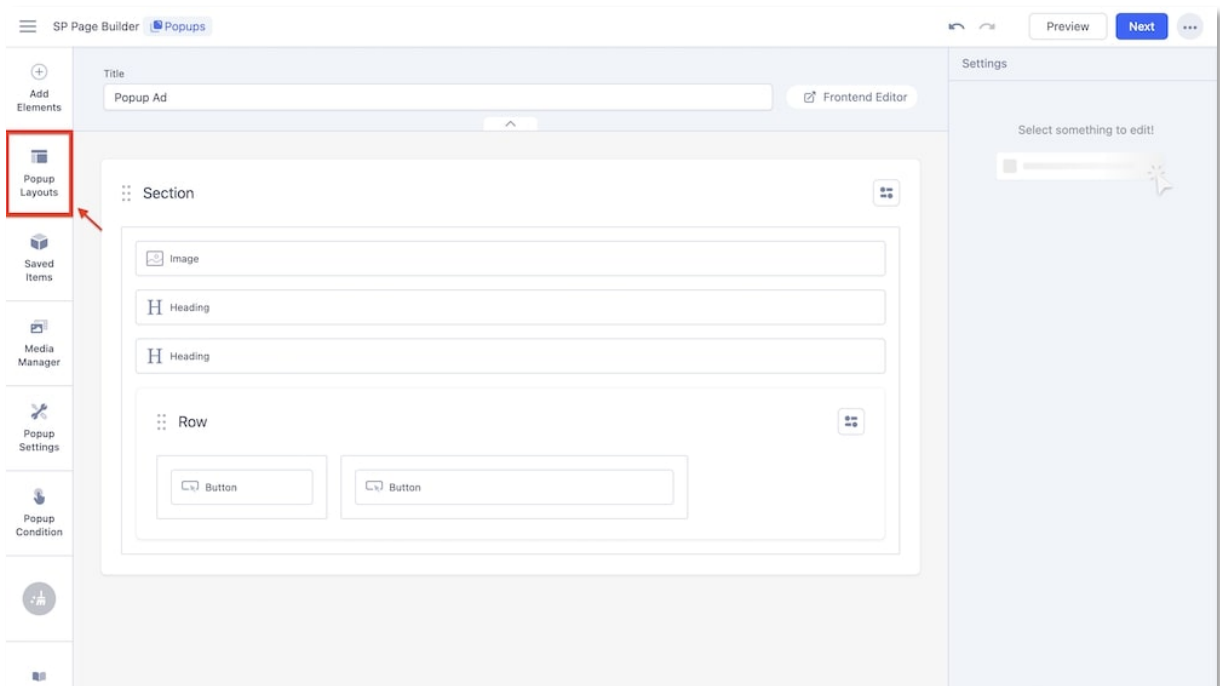 SP Page Builder Popups
Preview
Next
Add
Elements
Popup
Layouts
Saved
Items
Media
Manager
Popup
Settings
Popup
Condition
Title
Popup Ad
Frontend Editor
Section
Image
H Heading
H Heading
Row
Button
Button
Settings
Select something to edit!